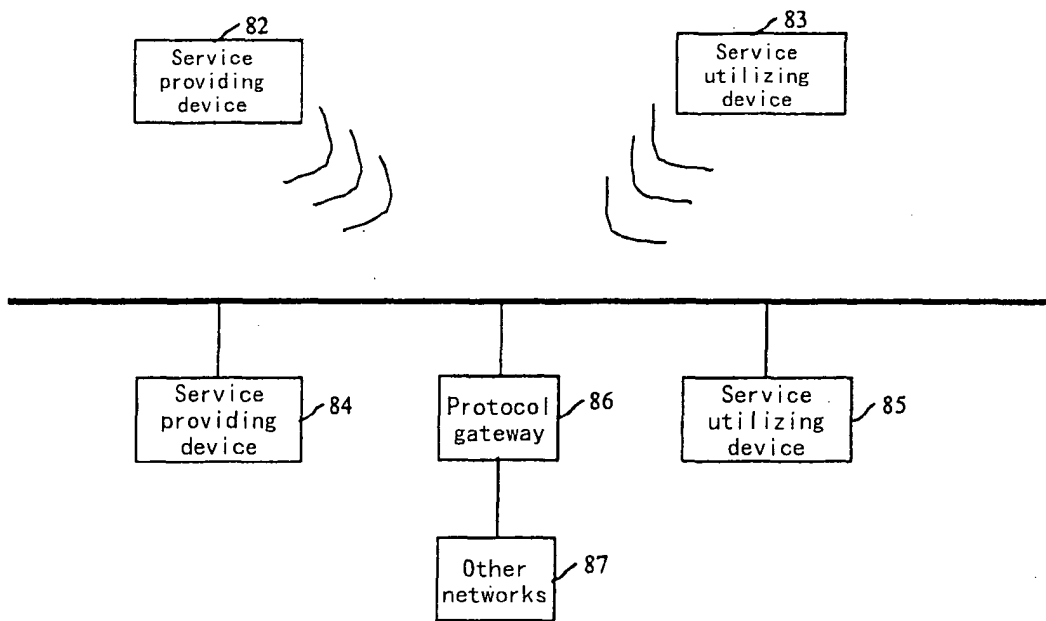 82
Service
providing
device
83
Service
utilizing
device
Service
providing
device
84
Protocol
gateway
86
Service
utilizing
device
85
Other
networks
87